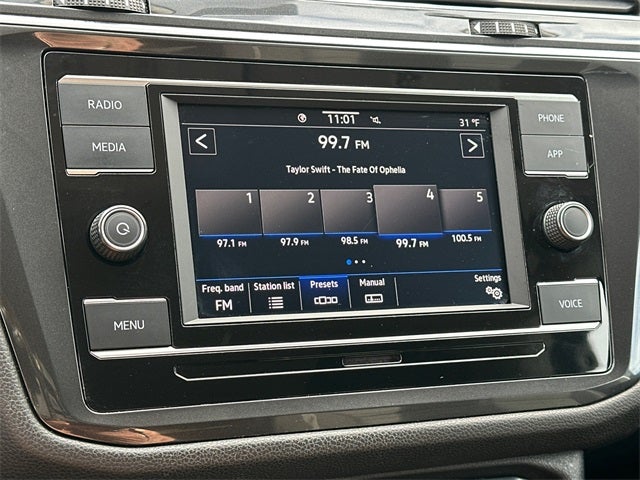 RADIO
MEDIA
MENU
11:01
31 °F
99.7 FM
< >
Taylor Swift - The Fate Of Ophelia
1 2 3 4 5
97.1 FM 97.9 FM 98.5 FM 99.7 FM 100.5 FM
Freq. band Station list Presets Manual Settings
FM
PHONE
APP
VOICE